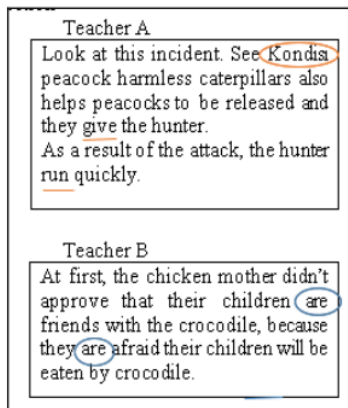 Teacher A
Look at this incident. See Kondisi
peacock harmless caterpillars also
helps peacocks to be released and
they give the hunter.
As a result of the attack, the hunter
run quickly.
Teacher B
At first, the chicken mother didn't
approve that their children are
friends with the crocodile, because
they are afraid their children will be
eaten by crocodile.